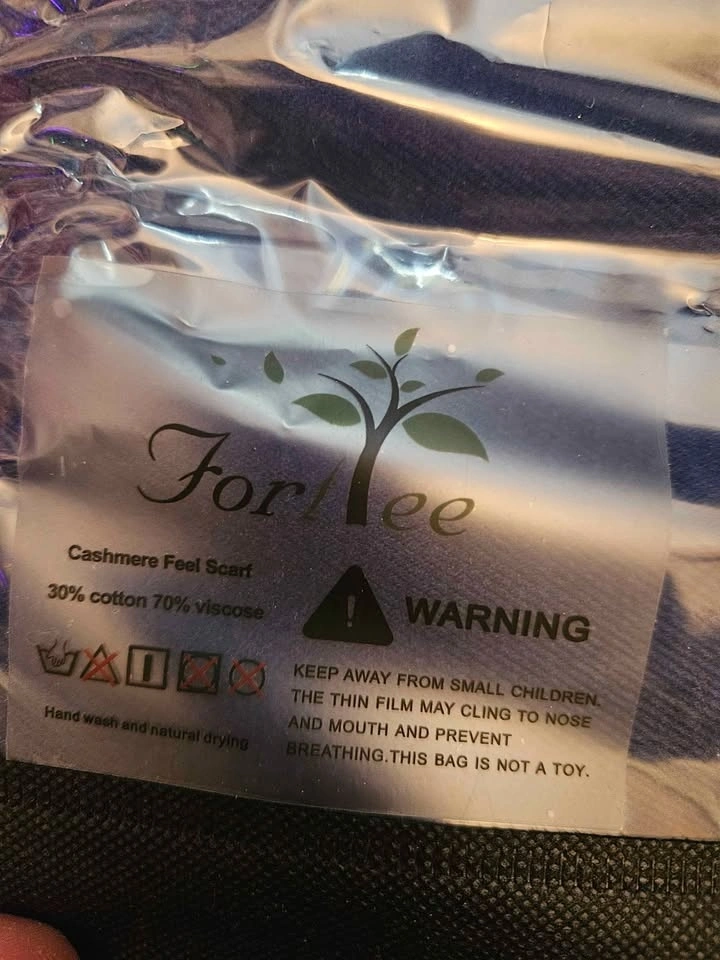 Fortree
Cashmere Feel Scarf
30% cotton 70% viscose
Hand wash and natural drying
WARNING
KEEP AWAY FROM SMALL CHILDREN.
THE THIN FILM MAY CLING TO NOSE
AND MOUTH AND PREVENT
BREATHING.THIS BAG IS NOT A TOY.